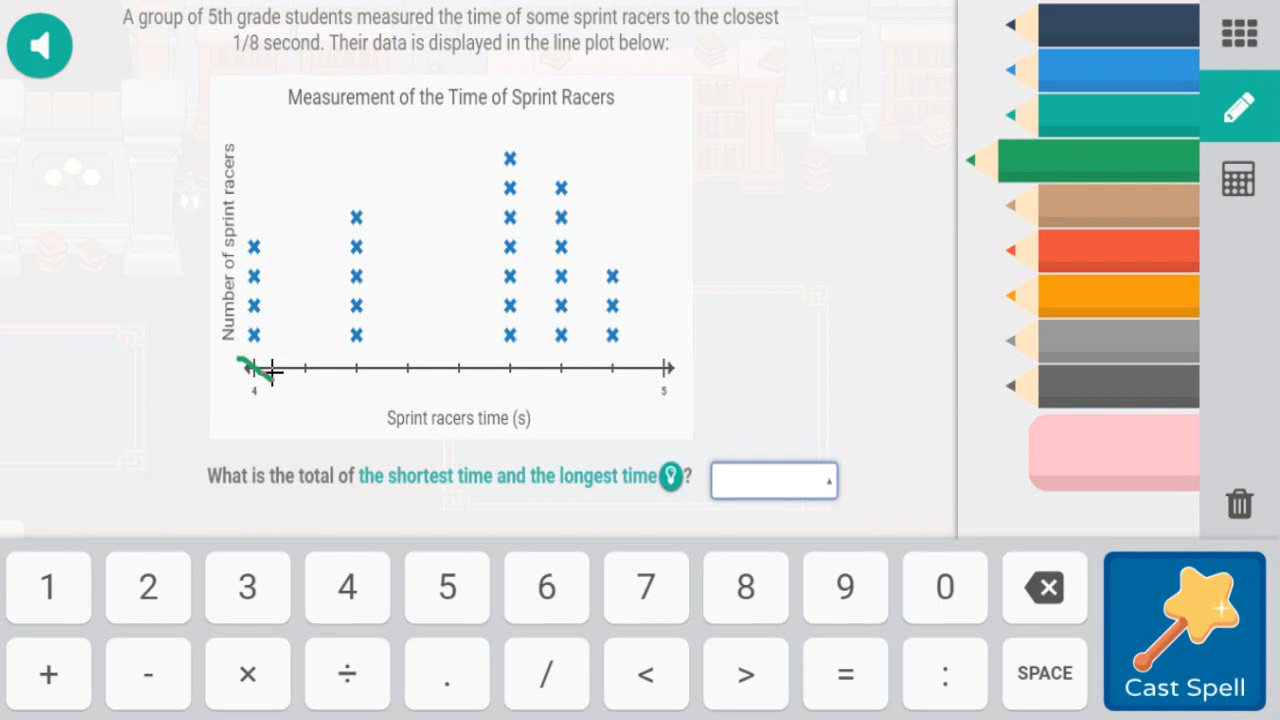 A group of 5th grade students measured the time of some sprint racers to the closest
1/8 second. Their data is displayed in the line plot below:
Measurement of the Time of Sprint Racers
Number of sprint racers
4 5
Sprint racers time (s)
What is the total of the shortest time and the longest time ?
1 2 3 4 5 6 7 8 9 0
+ - × ÷ . / < > = : SPACE
Cast Spell